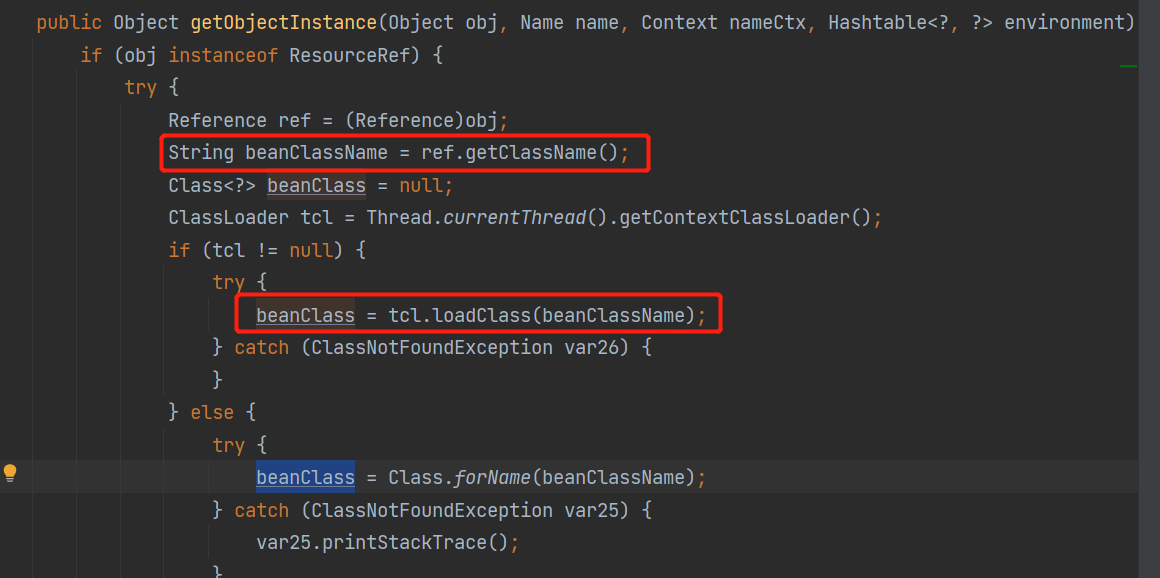 public Object getObjectInstance(Object obj, Name name, Context nameCtx, Hashtable<?, ?> environment)
if (obj instanceof ResourceRef) {
try {
Reference ref = (Reference)obj;
String beanClassName = ref.getClassName();
Class<?> beanClass = null;
ClassLoader tcl = Thread.currentThread().getContextClassLoader();
if (tcl != null) {
try {
beanClass = tcl.loadClass(beanClassName);
} catch (ClassNotFoundException var26) {
}
} else {
try {
beanClass = Class.forName(beanClassName);
} catch (ClassNotFoundException var25) {
var25.printStackTrace();
}